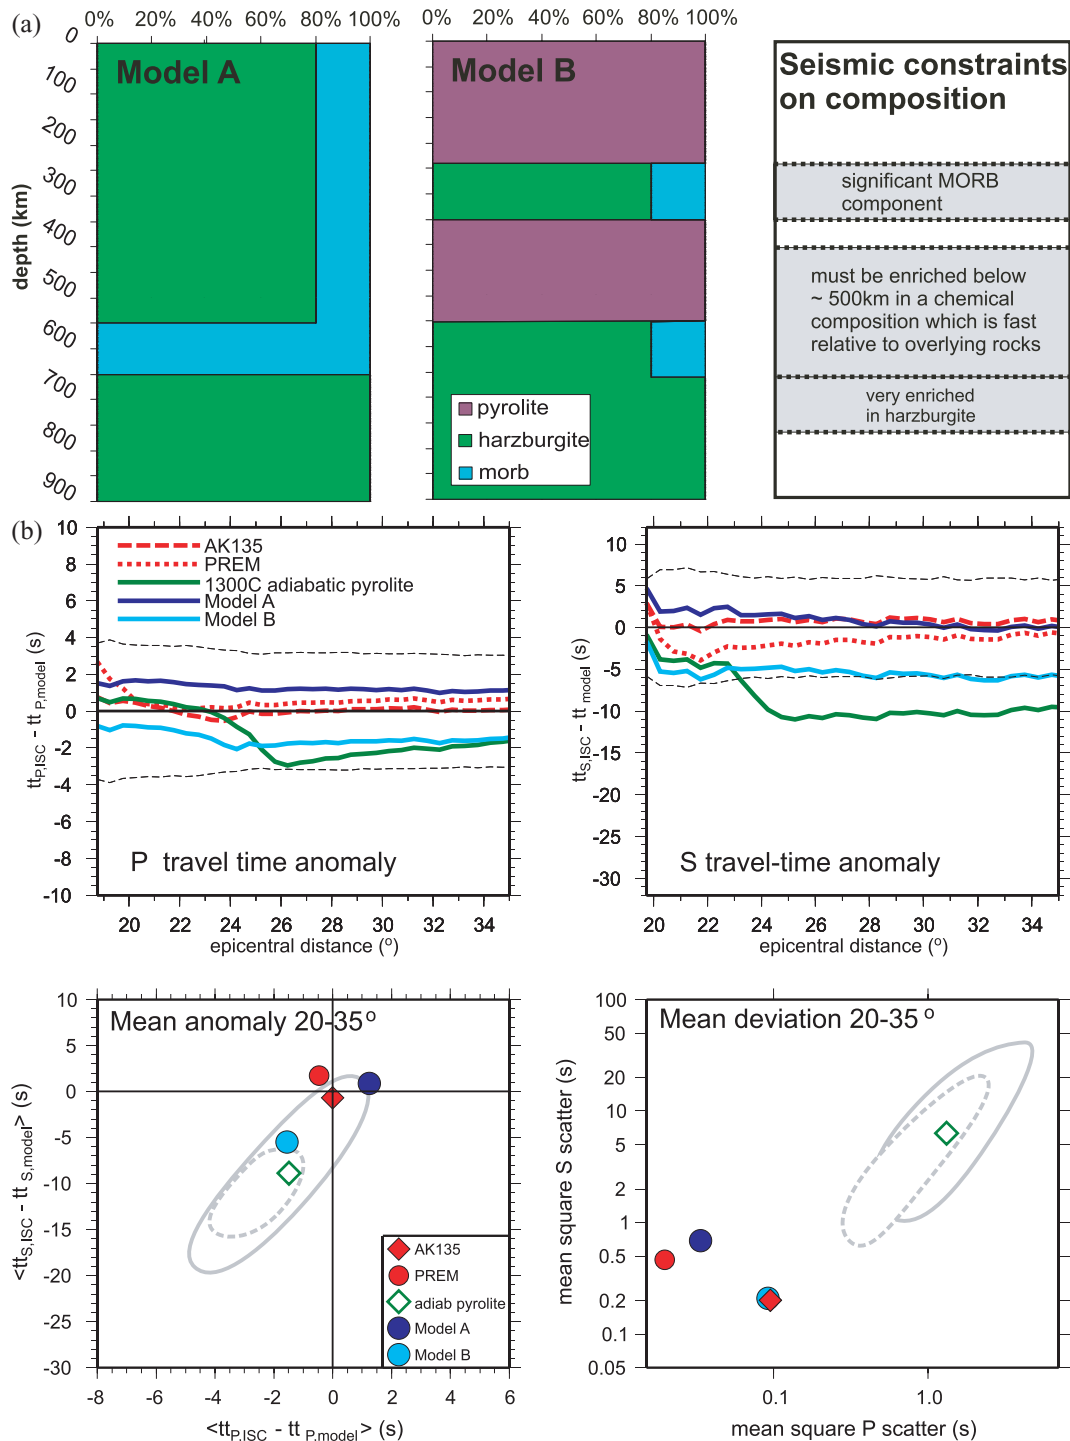 (a)
0% 20% 40% 60% 80% 100%
0% 20% 40% 60% 80% 100%
0
100
200
300
400
500
600
700
800
900
depth (km)
Model A
Model B
pyrolite
harzburgite
morb
Seismic constraints
on composition
significant MORB
component
must be enriched below
~ 500km in a chemical
composition which is fast
relative to overlying rocks
very enriched
in harzburgite
(b)
10
8
6
4
2
0
-2
-4
-6
-8
-10
tt P,ISC - tt P,model (s)
AK135
PREM
1300C adiabatic pyrolite
Model A
Model B
P travel time anomaly
20 22 24 26 28 30 32 34
epicentral distance (o)
10
5
0
-5
-10
-15
-20
-25
-30
tt S,ISC - tt model (s)
S travel-time anomaly
20 22 24 26 28 30 32 34
epicentral distance (o)
10
5
0
-5
-10
-15
-20
-25
-30
<tt S,ISC - tt S,model> (s)
Mean anomaly 20-35 o
AK135
PREM
adiab pyrolite
Model A
Model B
-8 -6 -4 -2 0 2 4 6
<tt P,ISC - tt P,model> (s)
100
50
20
10
5
2
1
0.5
0.2
0.1
0.05
mean square S scatter (s)
Mean deviation 20-35 o
0.1 1.0
mean square P scatter (s)